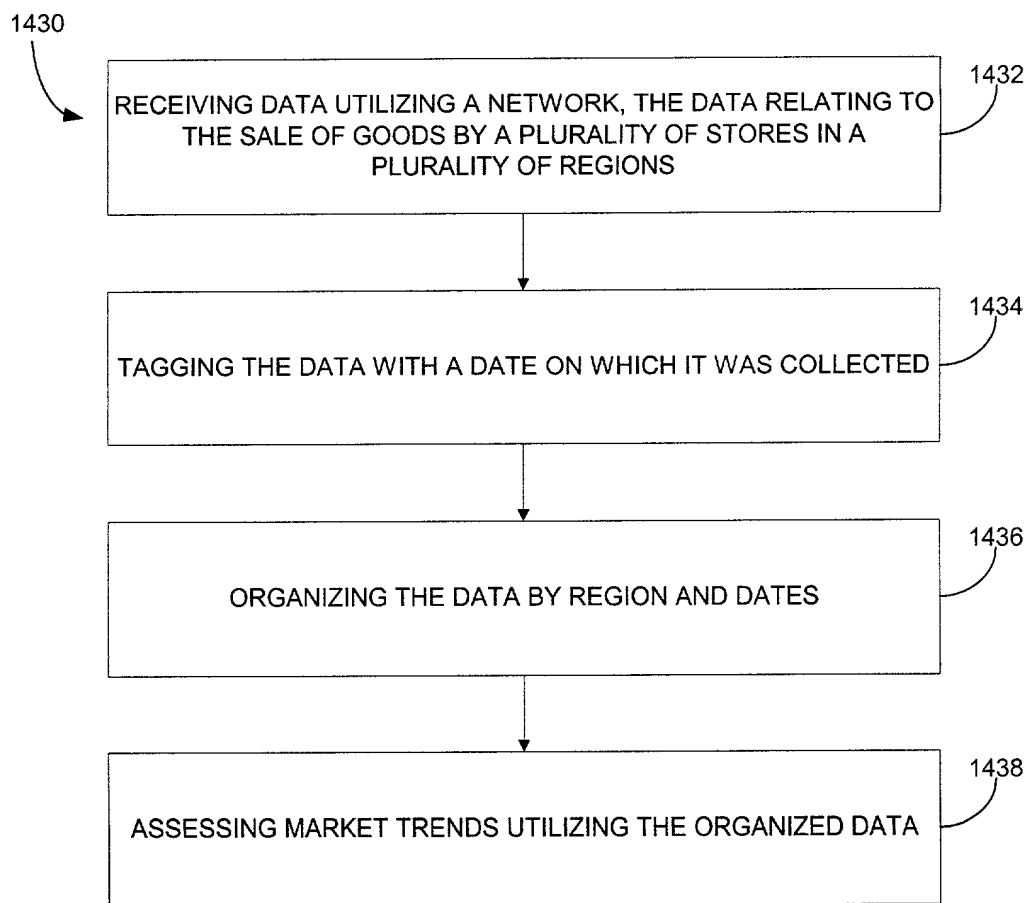 1430
1432
RECEIVING DATA UTILIZING A NETWORK, THE DATA RELATING TO
THE SALE OF GOODS BY A PLURALITY OF STORES IN A
PLURALITY OF REGIONS
1434
TAGGING THE DATA WITH A DATE ON WHICH IT WAS COLLECTED
1436
ORGANIZING THE DATA BY REGION AND DATES
1438
ASSESSING MARKET TRENDS UTILIZING THE ORGANIZED DATA